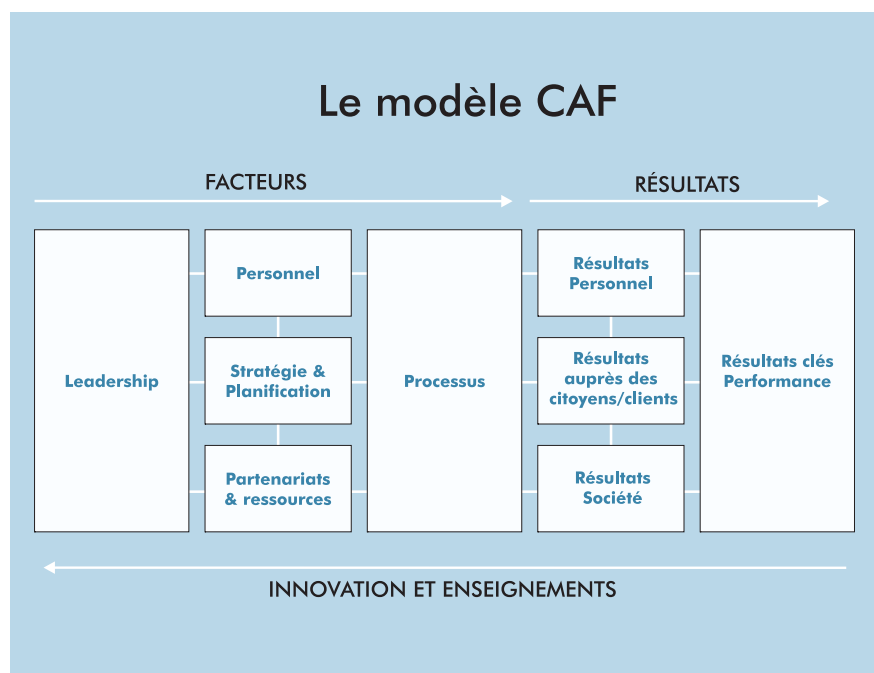 Le modèle CAF
FACTEURS
RÉSULTATS
Leadership
Personnel
Stratégie &
Planification
Partenariats
& ressources
Processus
Résultats
Personnel
Résultats
auprès des
citoyens/clients
Résultats
Société
Résultats clés
Performance
INNOVATION ET ENSEIGNEMENTS